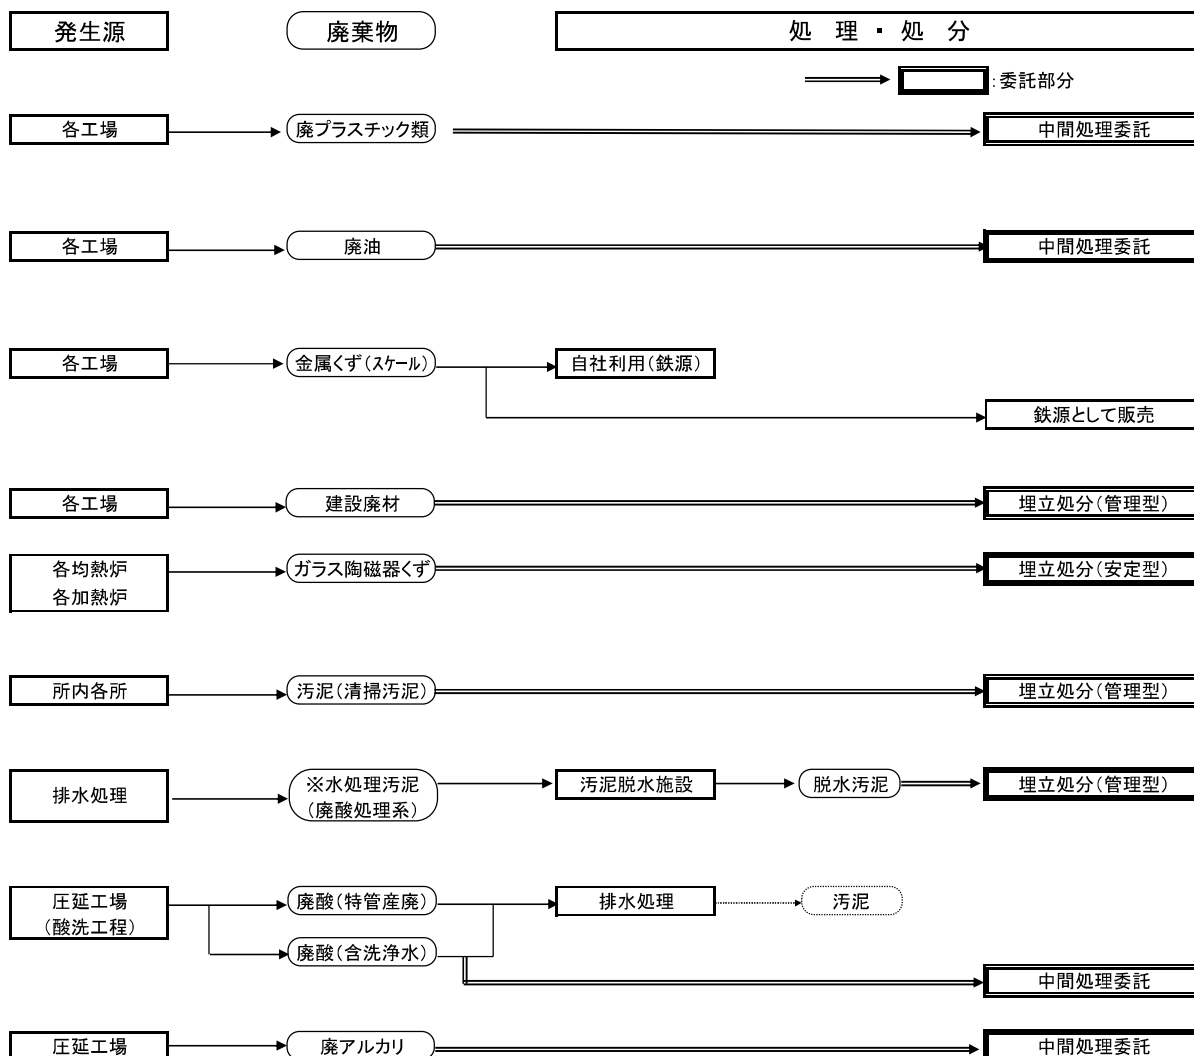 発生源 廃棄物 処 理 ・ 処 分
:委託部分
各工場 廃プラスチック類 中間処理委託
各工場 廃油 中間処理委託
各工場 金属くず(スケール) 自社利用(鉄源)
鉄源として販売
各工場 建設廃材 埋立処分(管理型)
各均熱炉 ガラス陶磁器くず 埋立処分(安定型)
各加熱炉
所内各所 汚泥(清掃汚泥) 埋立処分(管理型)
排水処理 ※水処理汚泥 汚泥脱水施設 脱水汚泥 埋立処分(管理型)
(廃酸処理系)
圧延工場 廃酸(特管産廃) 排水処理 汚泥
(酸洗工程)
廃酸(含洗浄水)
中間処理委託
圧延工場 廃アルカリ 中間処理委託